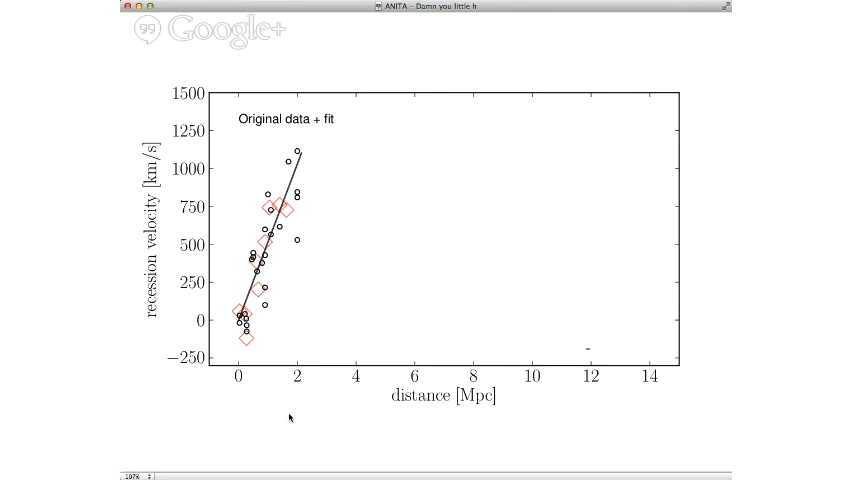 ANITA – Damn you little h
Google+
1500
Original data + fit
1250
1000
750
500
250
0
−250
recession velocity [km/s]
0 2 4 6 8 10 12 14
distance [Mpc]
107%